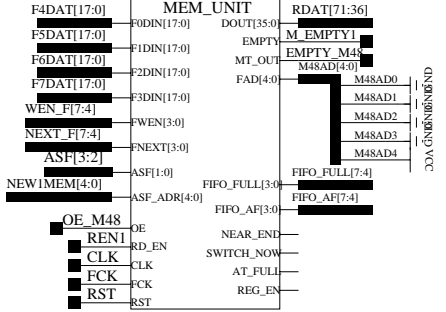 MEM_UNIT
F4DAT[17:0]
F5DAT[17:0]
F6DAT[17:0]
F7DAT[17:0]
WEN_F[7:4]
NEXT_F[7:4]
ASF[3:2]
NEW1MEM[4:0]
OE_M48
REN1
CLK
FCK
RST
F0DIN[17:0]
F1DIN[17:0]
F2DIN[17:0]
F3DIN[17:0]
FWEN[3:0]
FNEXT[3:0]
ASF[1:0]
ASF_ADR[4:0]
OE
RD_EN
CLK
FCK
RST
DOUT[35:0]
EMPTY
MT_OUT
FAD[4:0]
FIFO_FULL[3:0]
FIFO_AF[3:0]
NEAR_END
SWITCH_NOW
AT_FULL
REG_EN
RDAT[71:36]
M_EMPTY1
EMPTY_M48
M48AD[4:0]
M48AD0
M48AD1
M48AD2
M48AD3
M48AD4
GND
VCC
FIFO_FULL[7:4]
FIFO_AF[7:4]